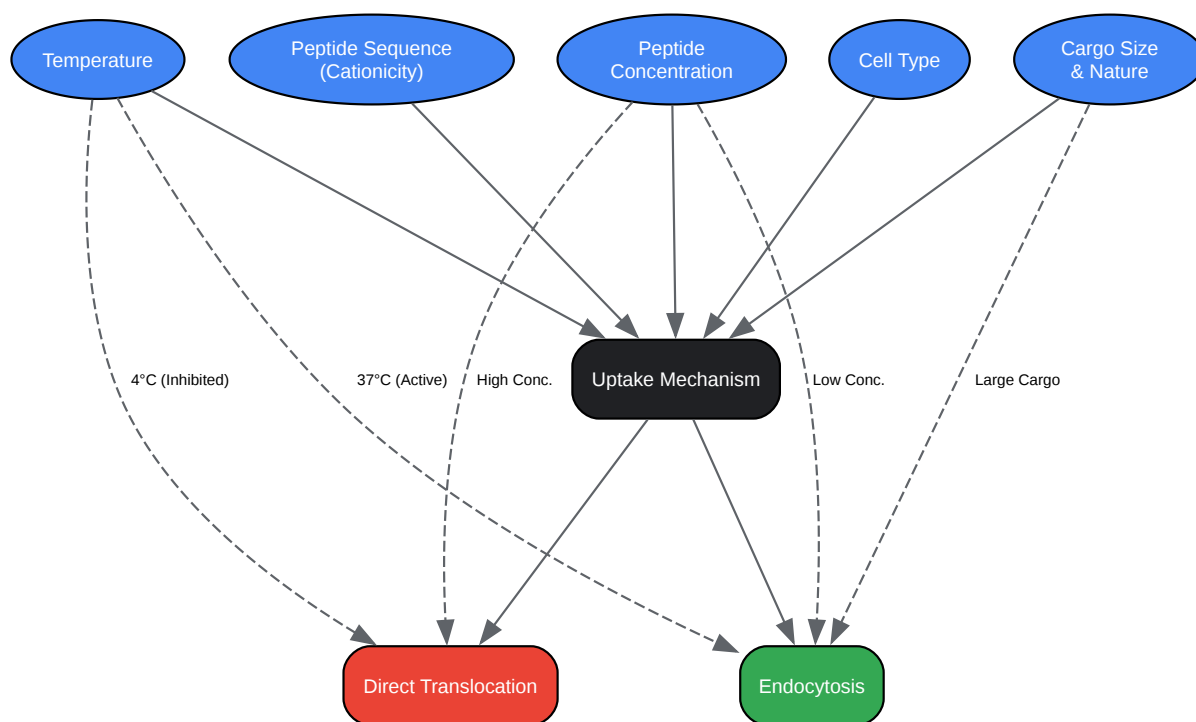 Temperature
Peptide Sequence
(Cationicity)
Peptide
Concentration
Cell Type
Cargo Size
& Nature
Uptake Mechanism
4°C (Inhibited)
37°C (Active)
High Conc.
Low Conc.
Large Cargo
Direct Translocation
Endocytosis